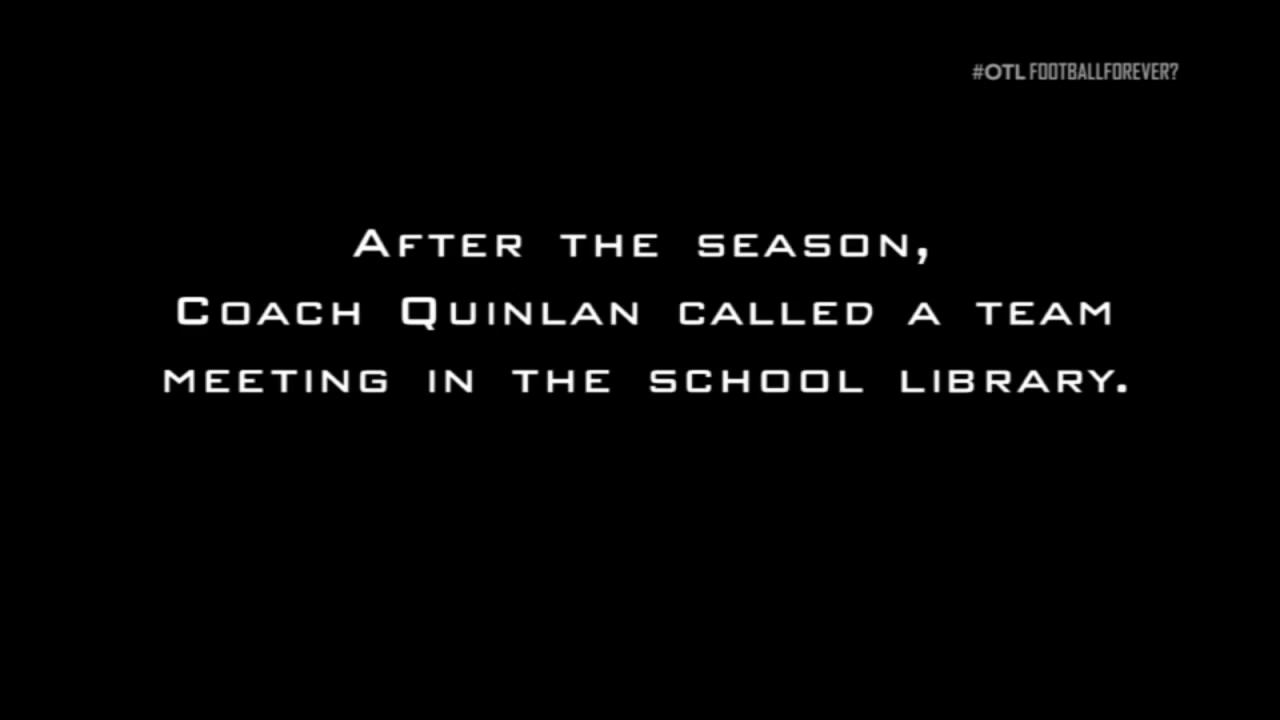 #OTL FOOTBALLFOREVER?
After the season,
Coach Quinlan called a team
meeting in the school library.